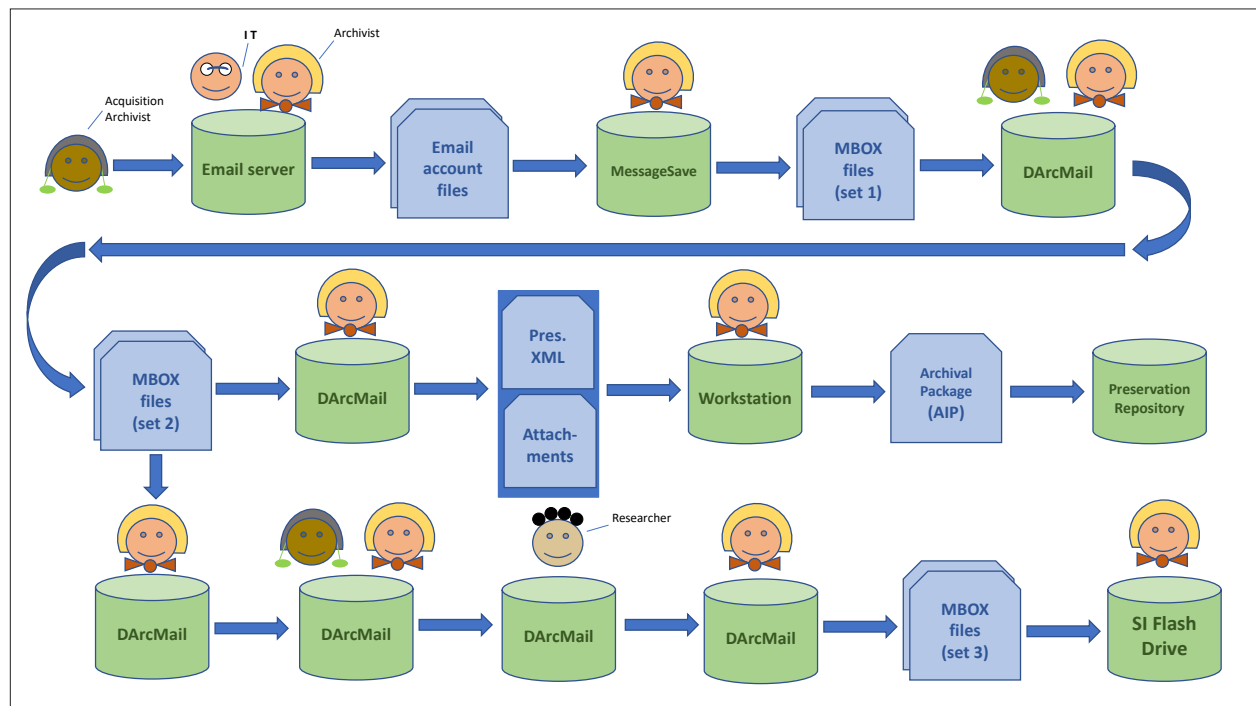 I T
Archivist
Acquisition
Archivist
Email server
Email
account
files
MessageSave
MBOX
files
(set 1)
DArcMail
MBOX
files
(set 2)
DArcMail
Pres.
XML
Attach-
ments
Workstation
Archival
Package
(AIP)
Preservation
Repository
Researcher
DArcMail
DArcMail
DArcMail
DArcMail
MBOX
files
(set 3)
SI Flash
Drive